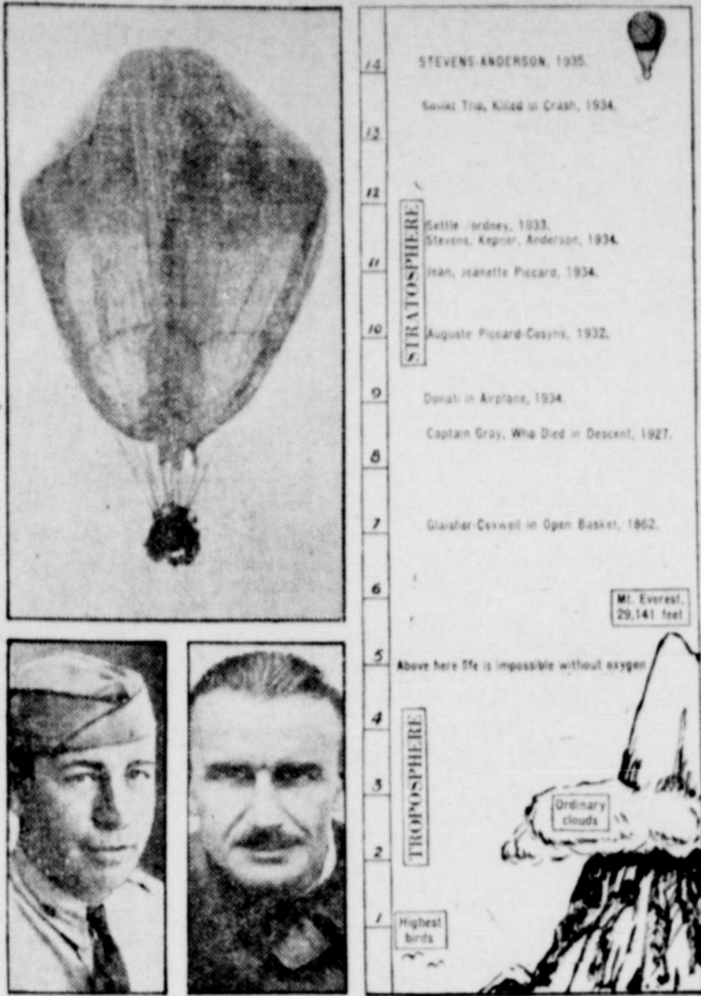 14
STEVENS-ANDERSON, 1935.
Soviet Trio, Killed in Crash, 1934.
13
12
STRATOSPHERE
Settle Fordney, 1933.
Stevens, Kepner, Anderson, 1934.
11
Jean, Jeanette Piccard, 1934.
10
Auguste Piccard-Cosyns, 1932.
9
Donati in Airplane, 1934.
Captain Gray, Who Died in Descent, 1927.
8
7
Glaisher-Coxwell in Open Basket, 1862.
6
Mt. Everest,
29,141 feet
5
Above here life is impossible without oxygen
4
TROPOSPHERE
3
Ordinary
clouds
2
1
Highest
birds